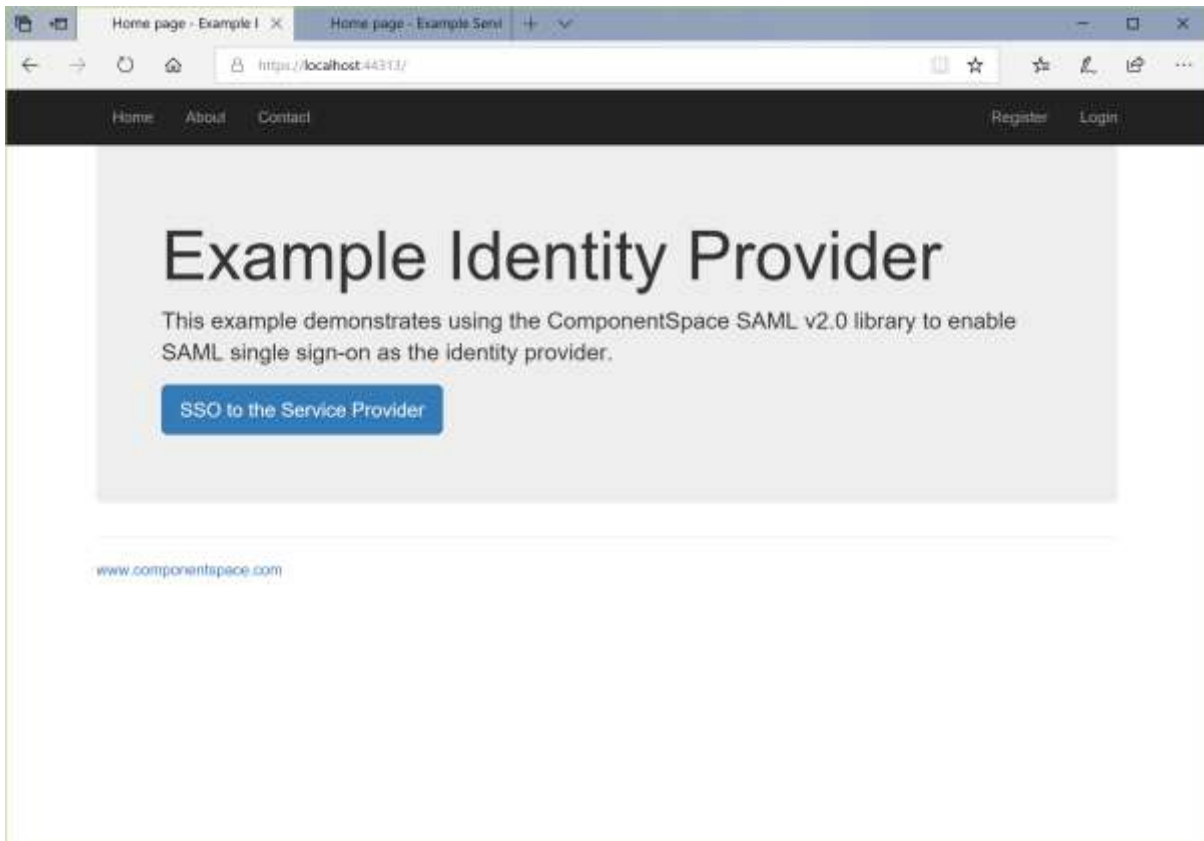 Home page - Example I
Home page - Example Servi
https://localhost:44313/
Home About Contact Register Login
Example Identity Provider
This example demonstrates using the ComponentSpace SAML v2.0 library to enable
SAML single sign-on as the identity provider.
SSO to the Service Provider
www.componentspace.com